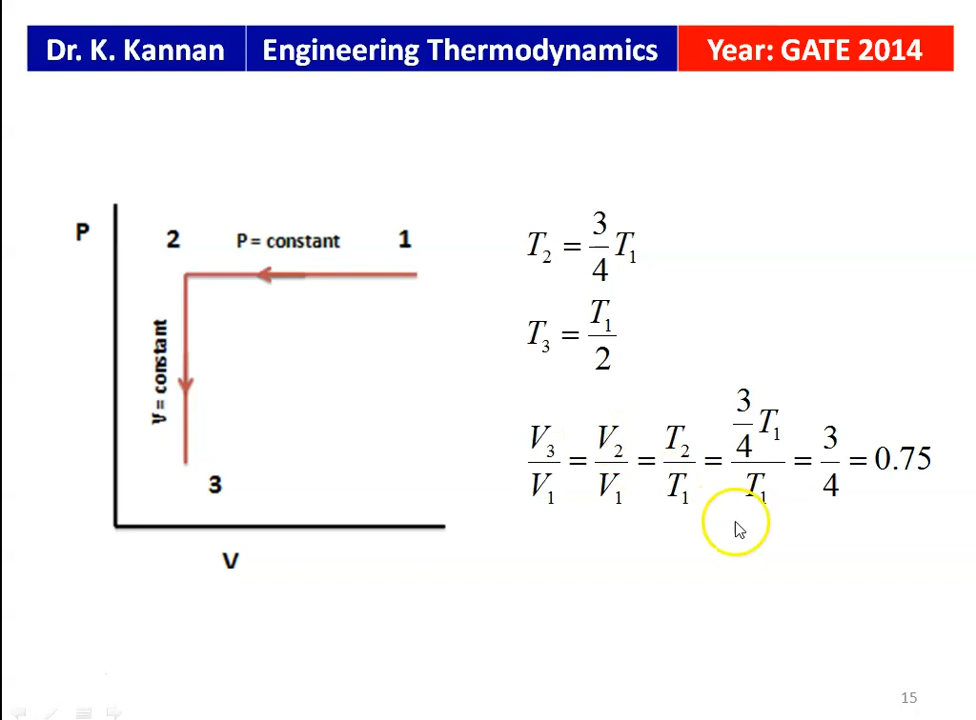 Dr. K. Kannan Engineering Thermodynamics Year: GATE 2014
P
2 P = constant 1
V = constant
3
V
T₂ = 3/4 T₁
T₃ = T₁/2
V₃/V₁ = V₂/V₁ = T₂/T₁ = (3/4 T₁)/T₁ = 3/4 = 0.75
15